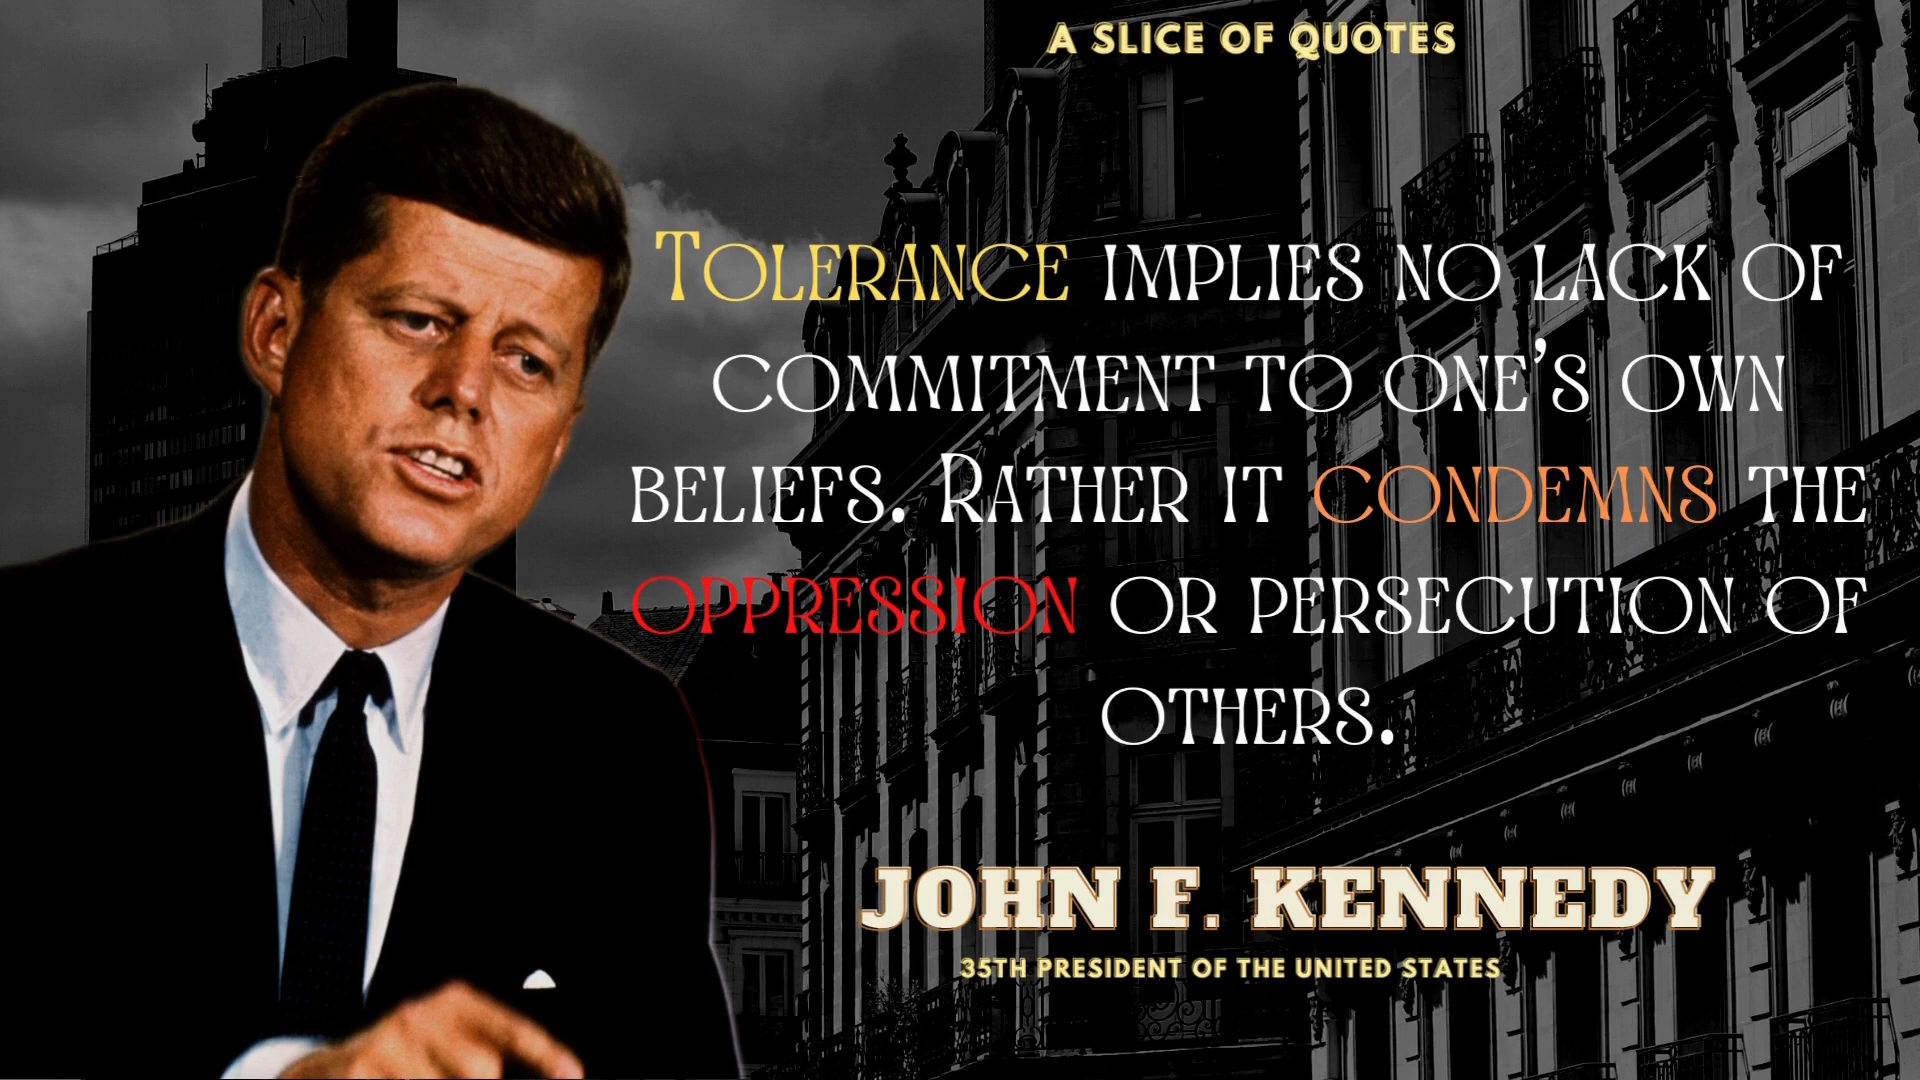 A SLICE OF QUOTES
Tolerance implies no lack of
commitment to one's own
beliefs. Rather it condemns the
oppression or persecution of
others.
JOHN F. KENNEDY
35TH PRESIDENT OF THE UNITED STATES